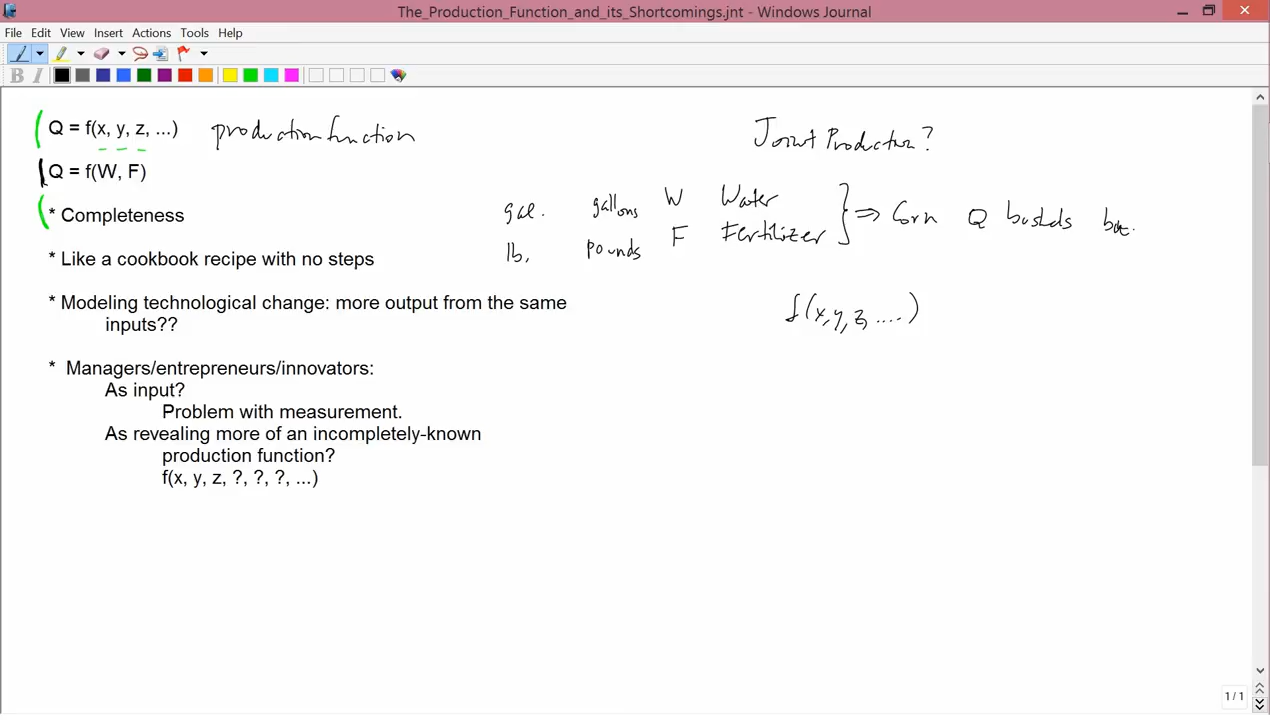 The_Production_Function_and_its_Shortcomings.jnt - Windows Journal
File Edit View Insert Actions Tools Help
B I
Q = f(x, y, z, ...) production function
Joint Production?
Q = f(W, F)
* Completeness
gal. gallons W Water
lb. pounds F Fertilizer
⇒ Corn Q bushels
* Like a cookbook recipe with no steps
* Modeling technological change: more output from the same
inputs??
f(x, y, z, ....)
* Managers/entrepreneurs/innovators:
As input?
Problem with measurement.
As revealing more of an incompletely-known
production function?
f(x, y, z, ?, ?, ?, ...)
1 / 1